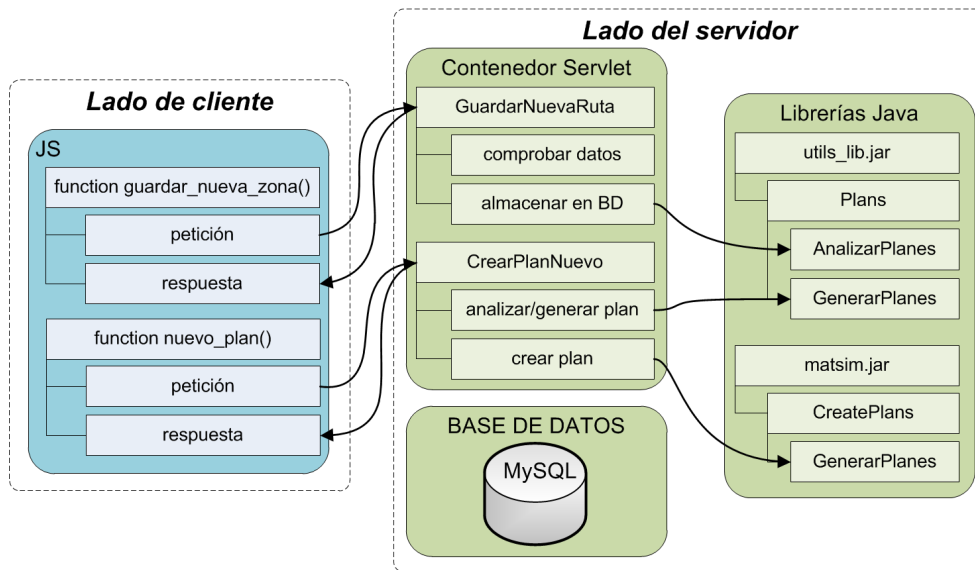 Lado de cliente
JS
function guardar_nueva_zona()
petición
respuesta
function nuevo_plan()
petición
respuesta
Lado del servidor
Contenedor Servlet
GuardarNuevaRuta
comprobar datos
almacenar en BD
CrearPlanNuevo
analizar/generar plan
crear plan
BASE DE DATOS
MySQL
Librerías Java
utils_lib.jar
Plans
AnalizarPlanes
GenerarPlanes
matsim.jar
CreatePlans
GenerarPlanes